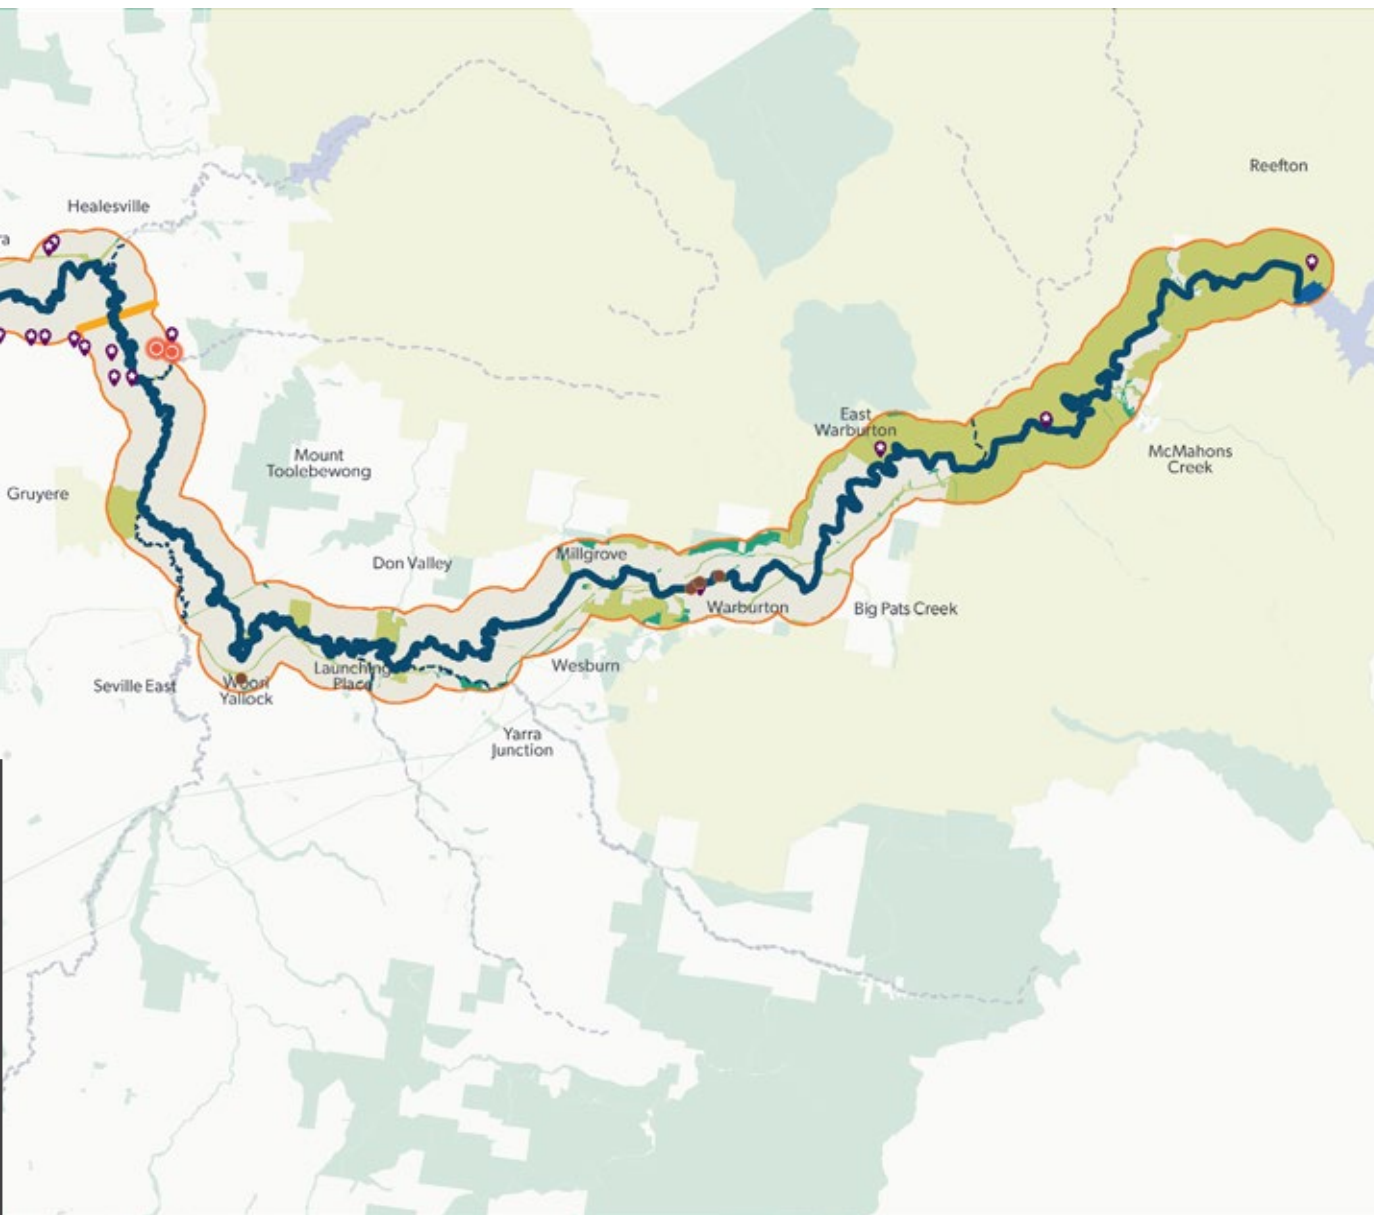 Reefton
Healesville
ra
East
Warburton
Mount
Toolebewong
McMahons
Creek
Gruyere
Millgrove
Don Valley
Warburton
Big Pats Creek
Launching
Place
Wesburn
Seville East
Woori
Yallock
Yarra
Junction